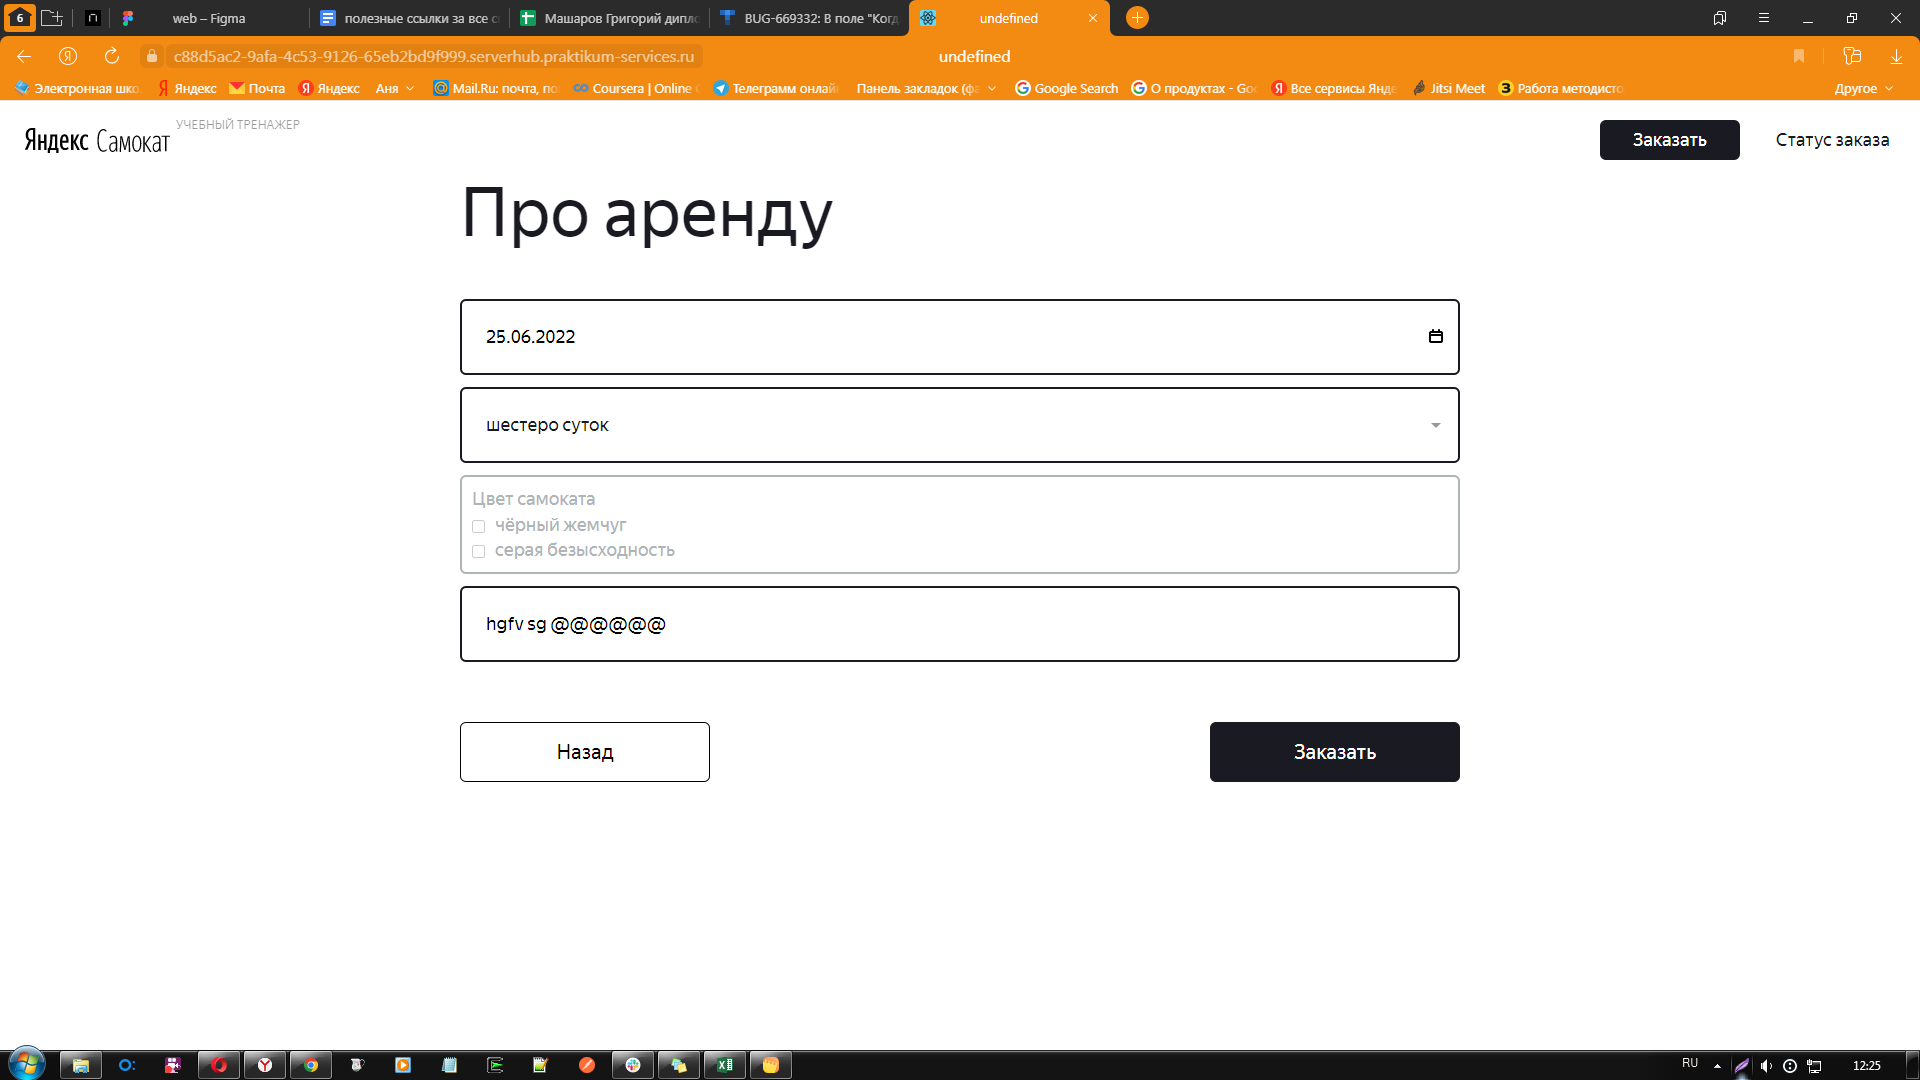 6
web – Figma
полезные ссылки за все с
Машаров Григорий дипло
BUG-669332: В поле "Когд
undefined
c88d5ac2-9afa-4c53-9126-65eb2bd9f999.serverhub.praktikum-services.ru
undefined
Электронная шко
Яндекс
Почта
Яндекс
Аня
Mail.Ru: почта, по
Coursera | Online
Телеграмм онлай
Панель закладок (фа
Google Search
О продуктах - Goo
Все сервисы Янде
Jitsi Meet
Работа методисто
Другое
Яндекс Самокат
УЧЕБНЫЙ ТРЕНАЖЕР
Заказать
Статус заказа
Про аренду
25.06.2022
шестеро суток
Цвет самоката
чёрный жемчуг
серая безысходность
hgfv sg @@@@@@
Назад
Заказать
RU
12:25